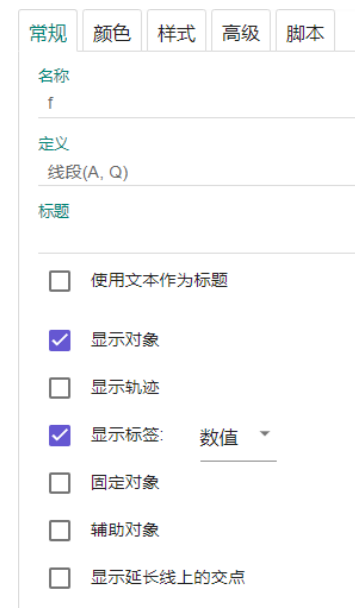 常规 颜色 样式 高级 脚本
名称
f
定义
线段(A, Q)
标题
使用文本作为标题
显示对象
显示轨迹
显示标签: 数值
固定对象
辅助对象
显示延长线上的交点